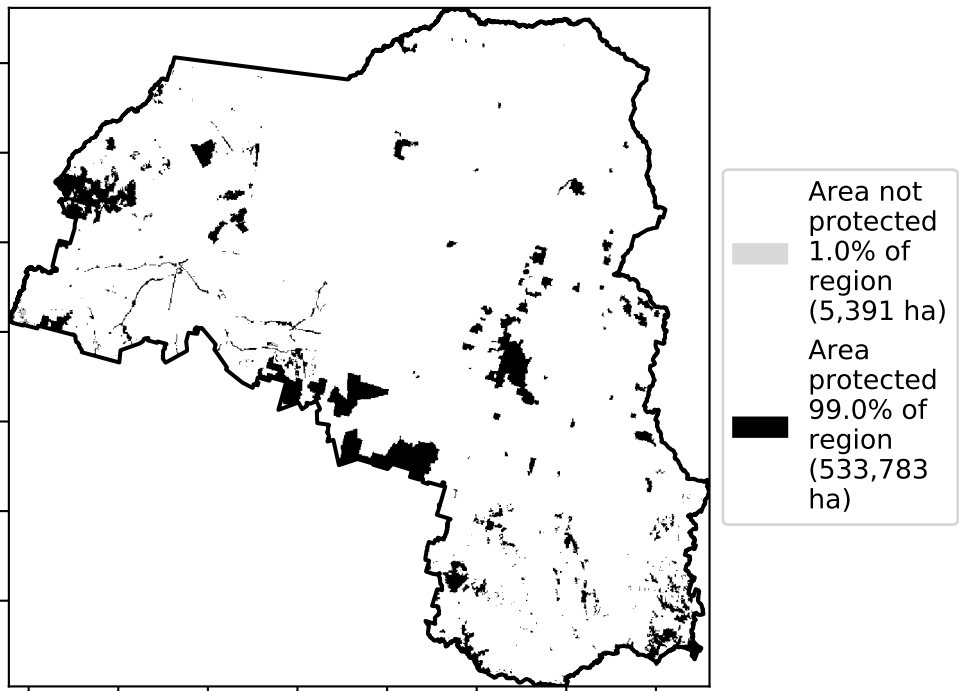 Area not
protected
1.0% of
region
(5,391 ha)
Area
protected
99.0% of
region
(533,783
ha)